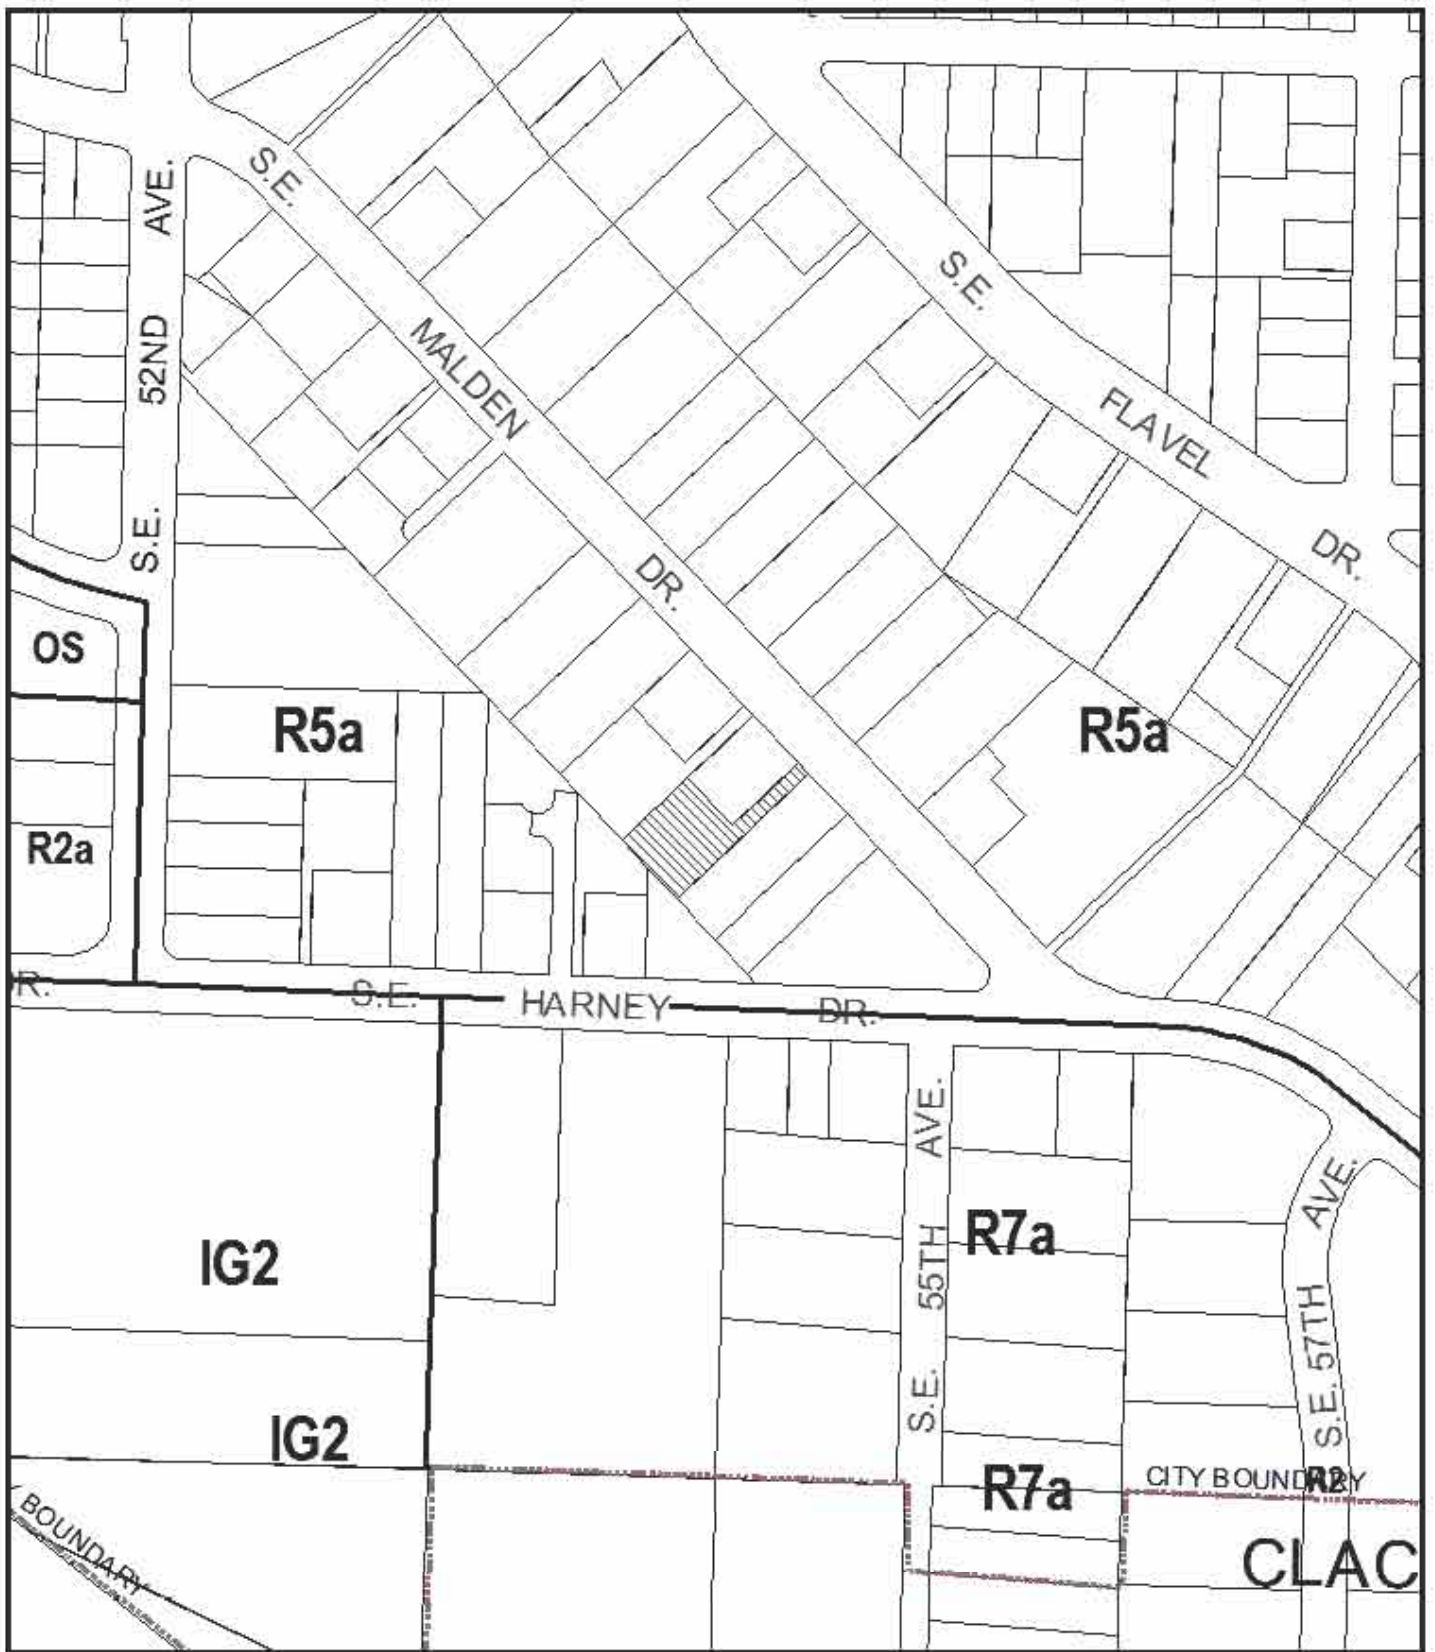 S.E.
MALDEN
DR.
S.E.
FLAVEL
DR.
AVE.
52ND
S.E.
OS
R5a
R5a
R2a
DR.
S.E.
HARNEY
DR.
AVE.
55TH
S.E.
R7a
AVE.
S.E. 57TH
IG2
IG2
R7a
CITY BOUNDARY
R2
BOUNDARY
CLAC